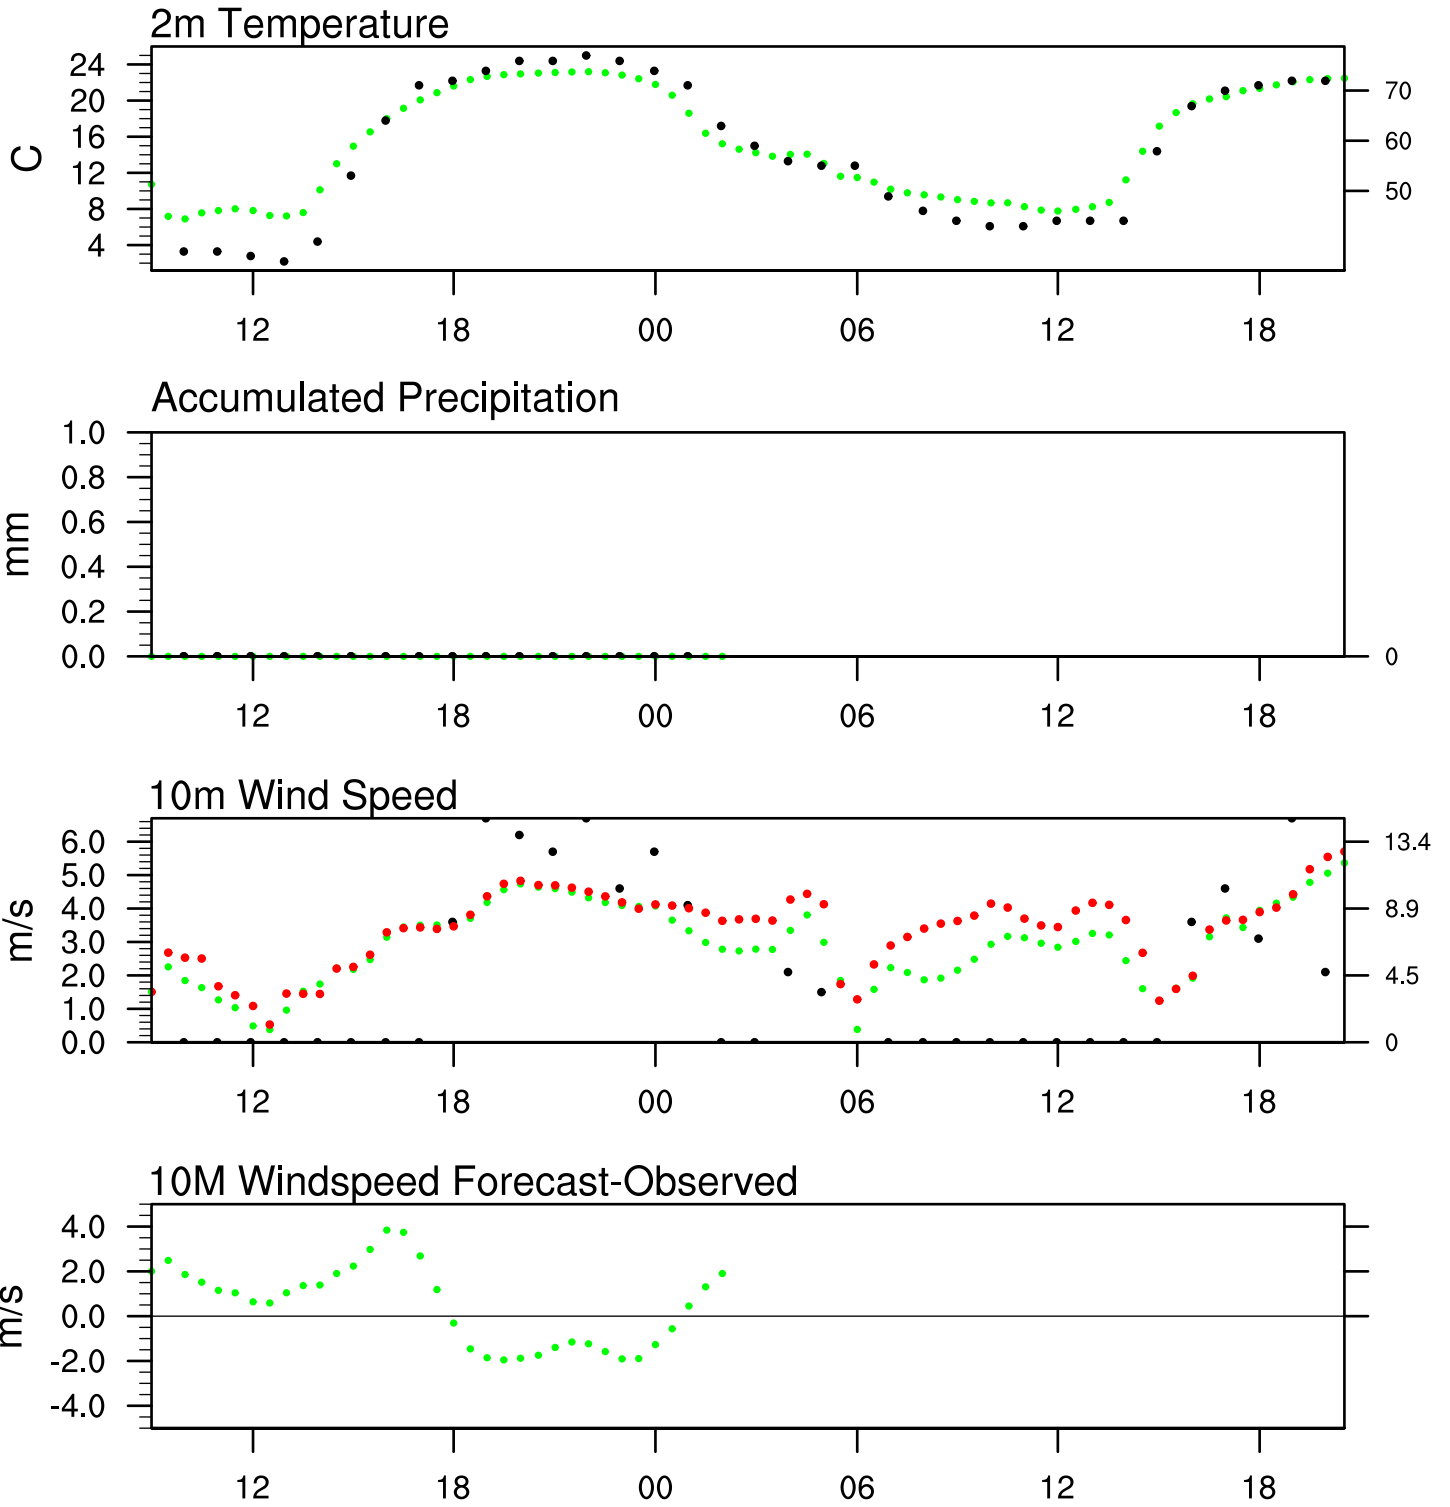 2m Temperature
C
24
20
16
12
8
4
70
60
50
12 18 00 06 12 18
Accumulated Precipitation
mm
1.0
0.8
0.6
0.4
0.2
0.0
0
12 18 00 06 12 18
10m Wind Speed
m/s
6.0
5.0
4.0
3.0
2.0
1.0
0.0
13.4
8.9
4.5
0
12 18 00 06 12 18
10M Windspeed Forecast-Observed
m/s
4.0
2.0
0.0
-2.0
-4.0
12 18 00 06 12 18